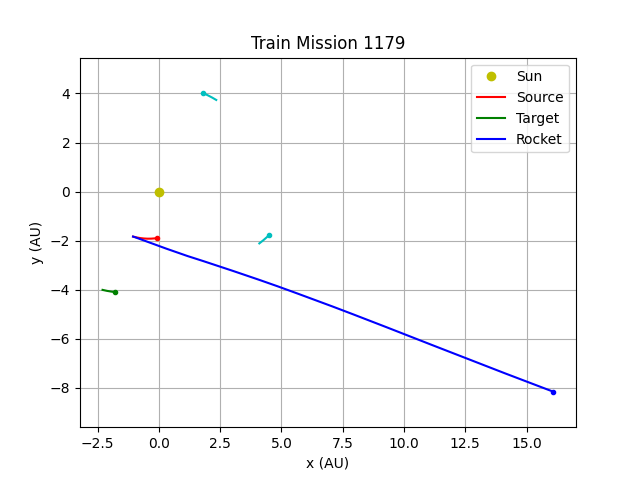 Train Mission 1179
Sun
Source
Target
Rocket
4
2
0
−2
−4
−6
−8
y (AU)
−2.5 0.0 2.5 5.0 7.5 10.0 12.5 15.0
x (AU)